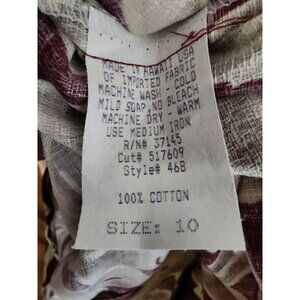 MADE IN HAWAII USA
OF IMPORTED FABRIC
MACHINE WASH - COLD
MILD SOAP, NO BLEACH
MACHINE DRY - WARM
USE MEDIUM IRON
R/N# 37145
Cut# 517609
Style# 468
100% COTTON
SIZE: 10